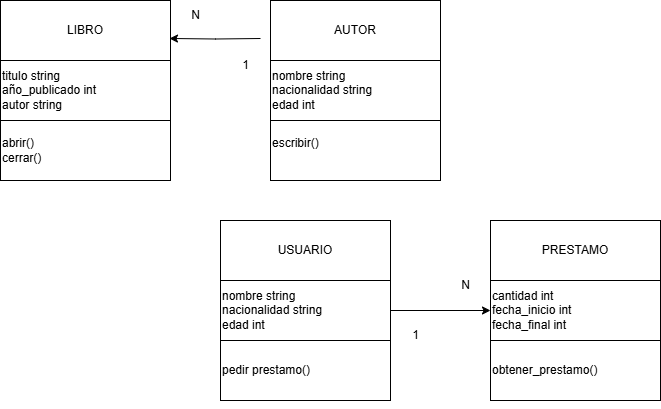 LIBRO
titulo string
año_publicado int
autor string
abrir()
cerrar()
N
1
AUTOR
nombre string
nacionalidad string
edad int
escribir()
USUARIO
nombre string
nacionalidad string
edad int
pedir prestamo()
N
1
PRESTAMO
cantidad int
fecha_inicio int
fecha_final int
obtener_prestamo()